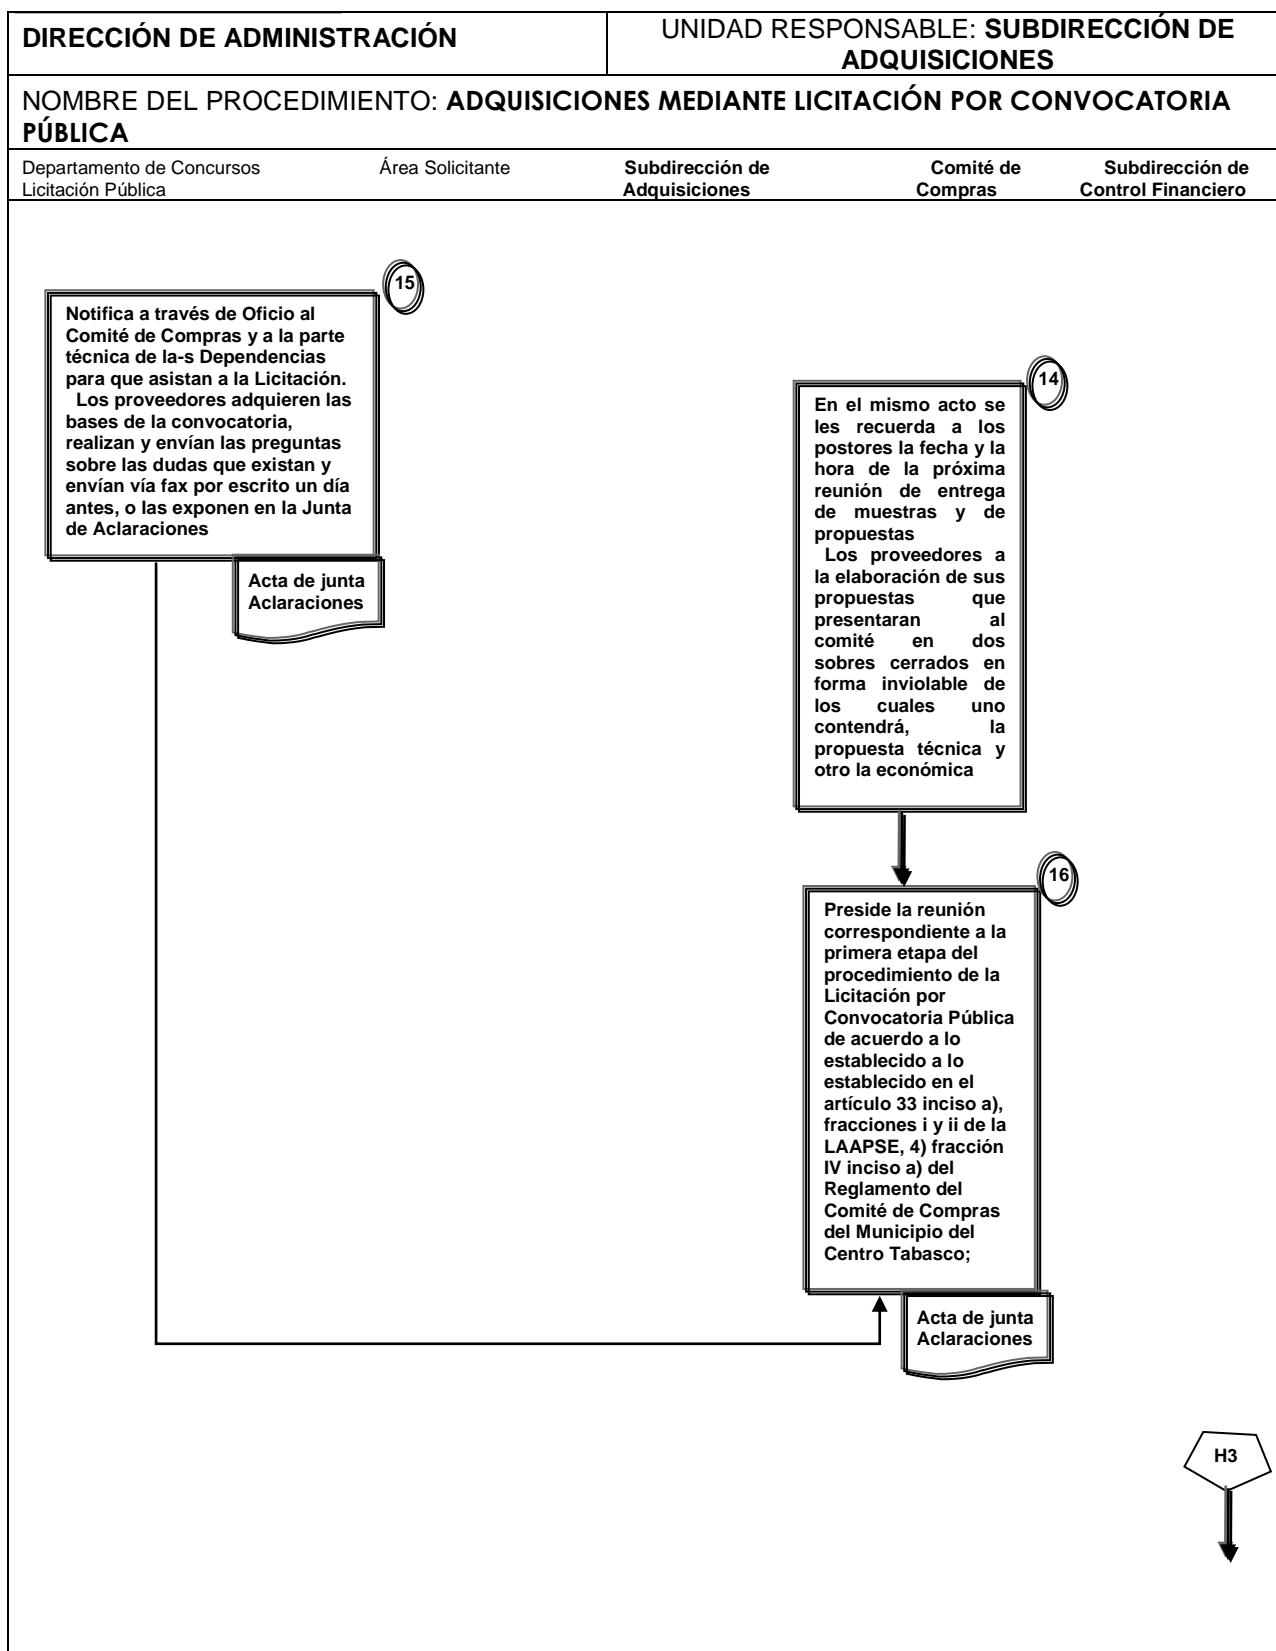 DIRECCIÓN DE ADMINISTRACIÓN
UNIDAD RESPONSABLE: SUBDIRECCIÓN DE
ADQUISICIONES
NOMBRE DEL PROCEDIMIENTO: ADQUISICIONES MEDIANTE LICITACIÓN POR CONVOCATORIA
PÚBLICA
Departamento de Concursos
Licitación Pública
Área Solicitante
Subdirección de
Adquisiciones
Comité de
Compras
Subdirección de
Control Financiero
15
Notifica a través de Oficio al
Comité de Compras y a la parte
técnica de la-s Dependencias
para que asistan a la Licitación.
Los proveedores adquieren las
bases de la convocatoria,
realizan y envían las preguntas
sobre las dudas que existan y
envían vía fax por escrito un día
antes, o las exponen en la Junta
de Aclaraciones
Acta de junta
Aclaraciones
14
En el mismo acto se
les recuerda a los
postores la fecha y la
hora de la próxima
reunión de entrega
de muestras y de
propuestas
Los proveedores a
la elaboración de sus
propuestas que
presentaran al
comité en dos
sobres cerrados en
forma inviolable de
los cuales uno
contendrá, la
propuesta técnica y
otro la económica
16
Preside la reunión
correspondiente a la
primera etapa del
procedimiento de la
Licitación por
Convocatoria Pública
de acuerdo a lo
establecido a lo
establecido en el
artículo 33 inciso a),
fracciones i y ii de la
LAAPSE, 4) fracción
IV inciso a) del
Reglamento del
Comité de Compras
del Municipio del
Centro Tabasco;
Acta de junta
Aclaraciones
H3